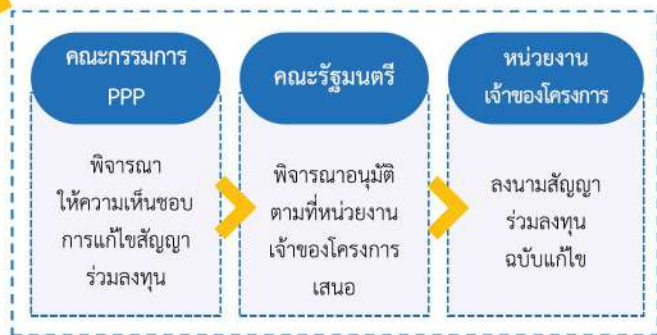 คณะกรรมการ
PPP
พิจารณา
ให้ความเห็นชอบ
การแก้ไขสัญญา
ร่วมลงทุน
คณะรัฐมนตรี
พิจารณาอนุมัติ
ตามที่หน่วยงาน
เจ้าของโครงการ
เสนอ
หน่วยงาน
เจ้าของโครงการ
ลงนามสัญญา
ร่วมลงทุน
ฉบับแก้ไข